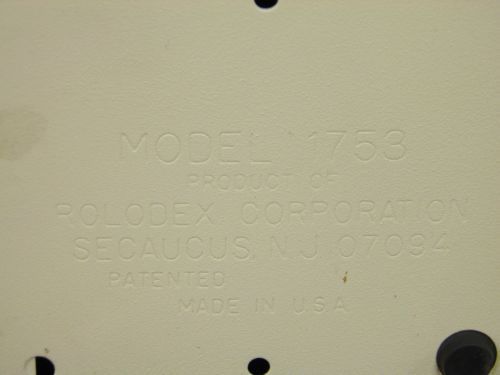 MODEL 1753
PRODUCT OF
ROLODEX CORPORATION
SECAUCUS, N.J. 07094
PATENTED
MADE IN U.S.A.